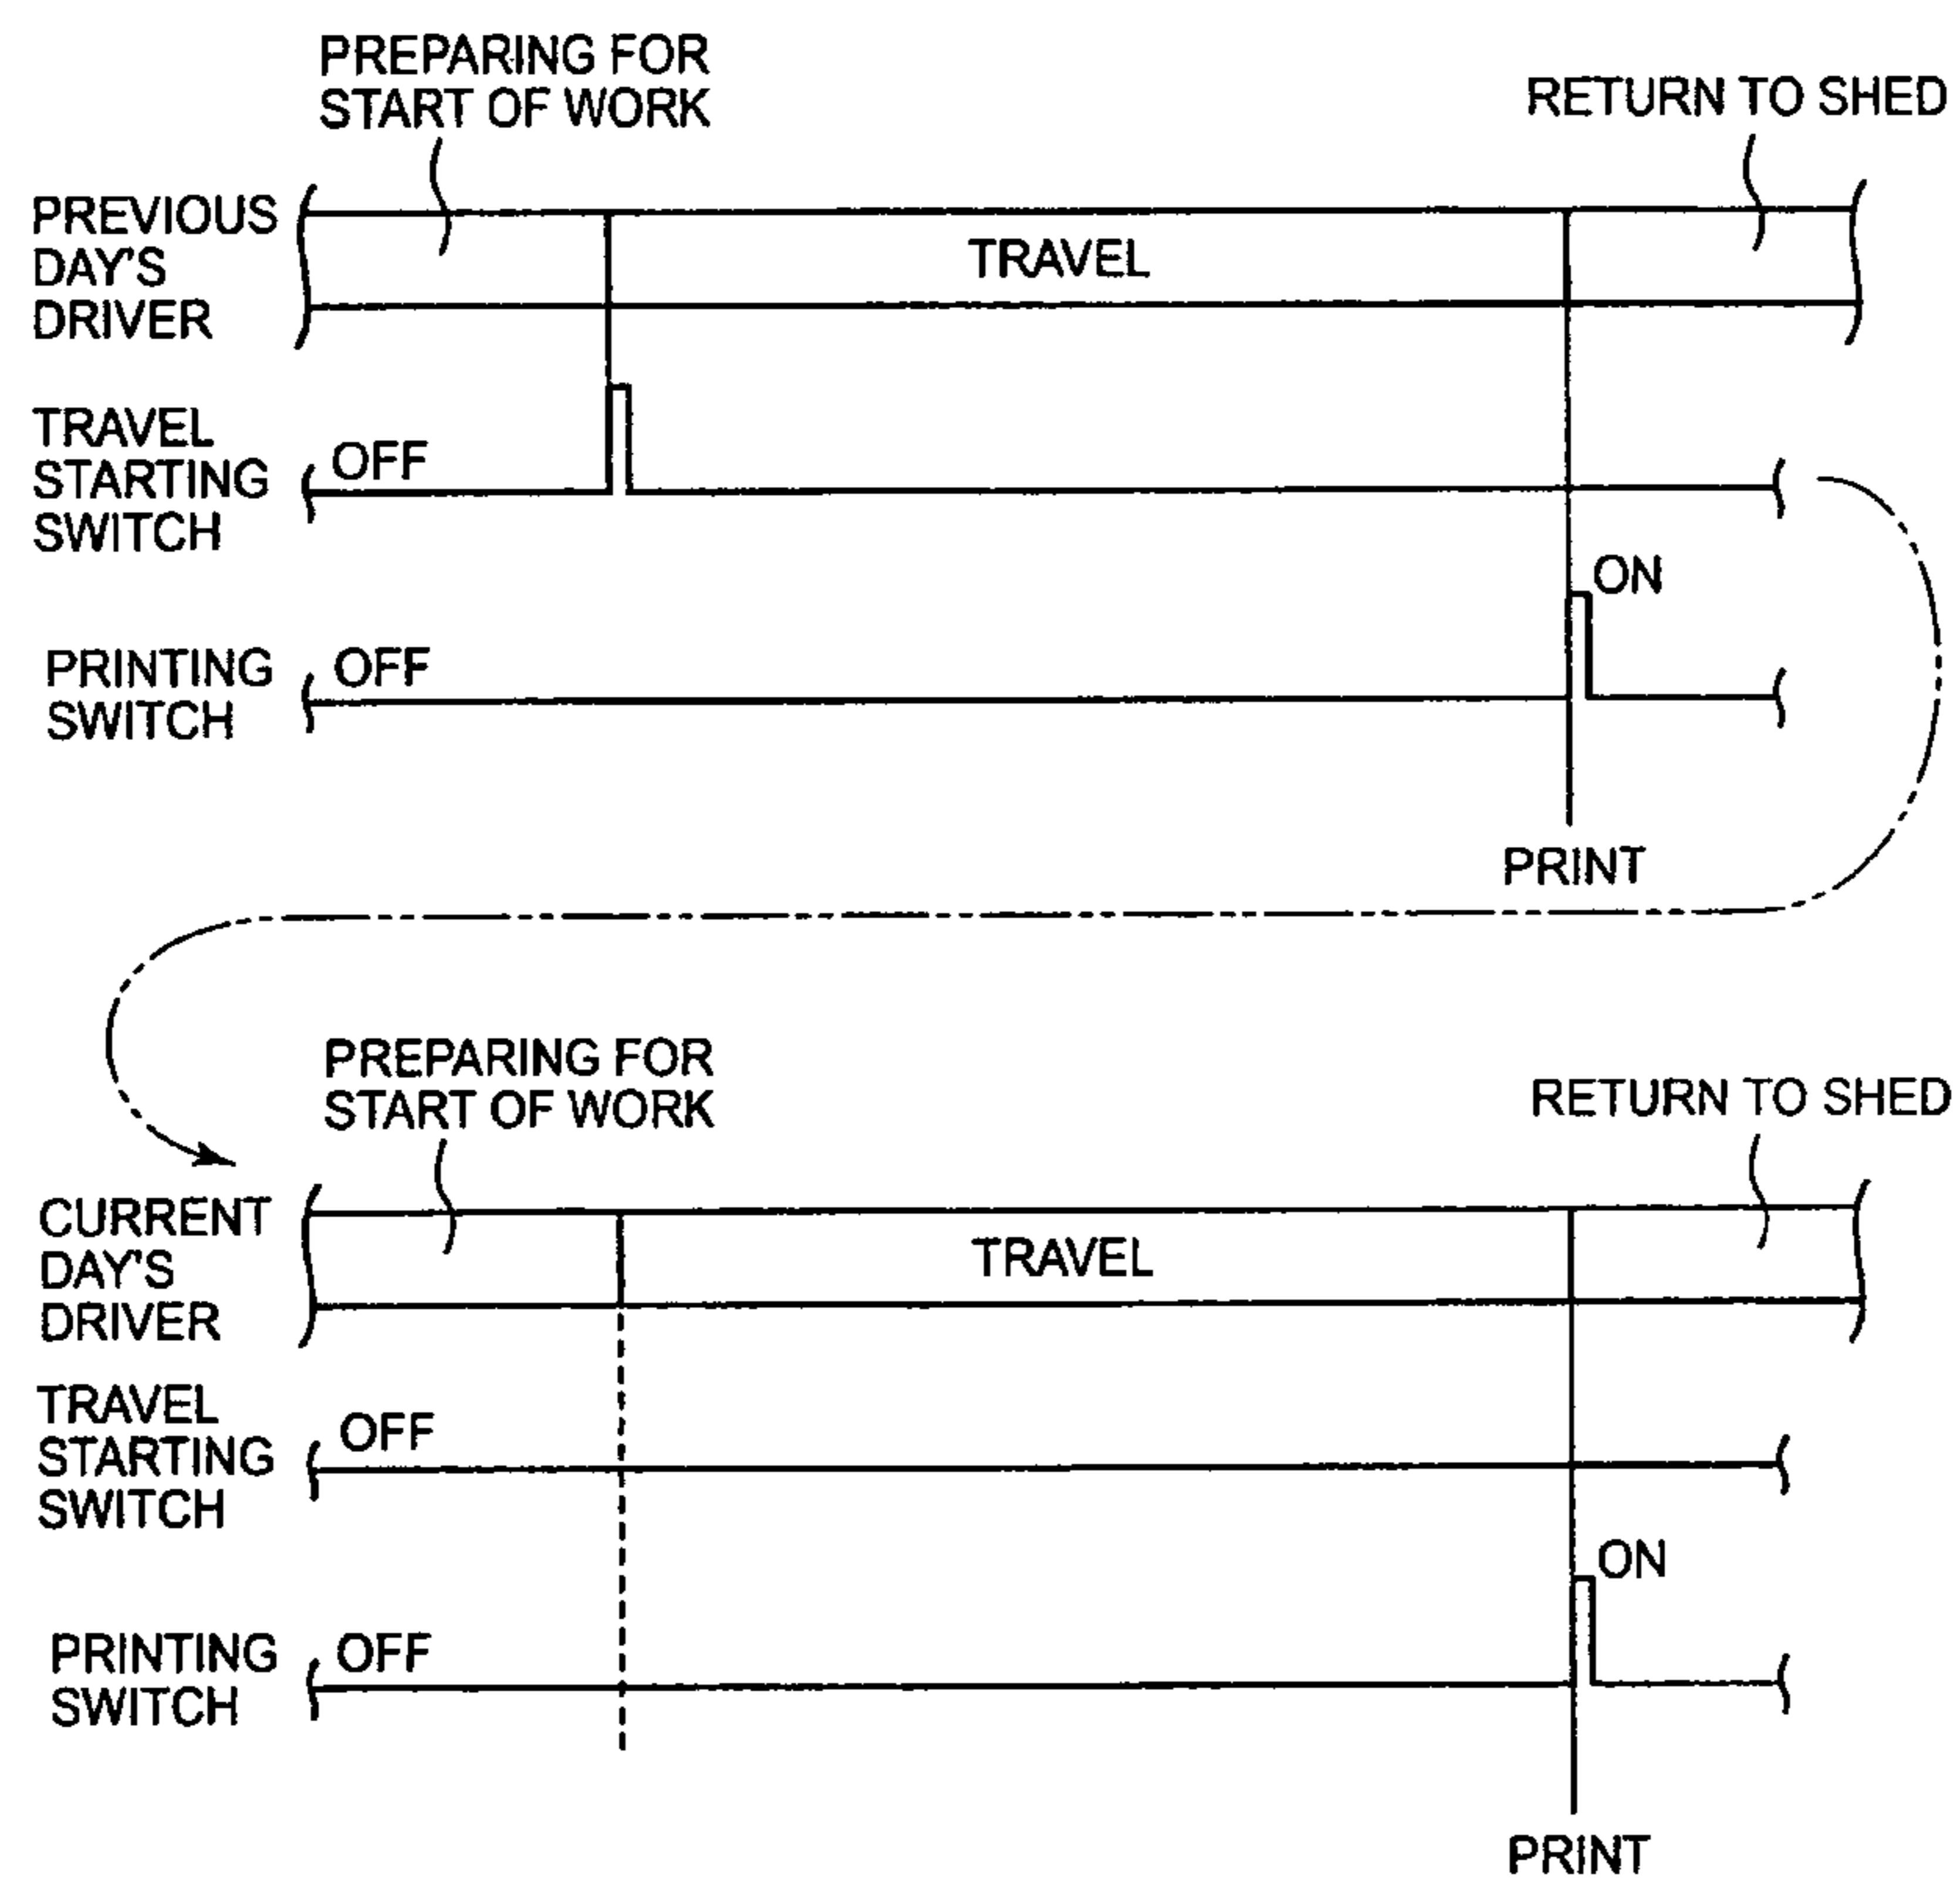 PREPARING FOR
START OF WORK
RETURN TO SHED
PREVIOUS
DAY'S
DRIVER
TRAVEL
TRAVEL
STARTING
SWITCH
OFF
ON
PRINTING
SWITCH
OFF
PRINT
PREPARING FOR
START OF WORK
RETURN TO SHED
CURRENT
DAY'S
DRIVER
TRAVEL
TRAVEL
STARTING
SWITCH
OFF
ON
PRINTING
SWITCH
OFF
PRINT